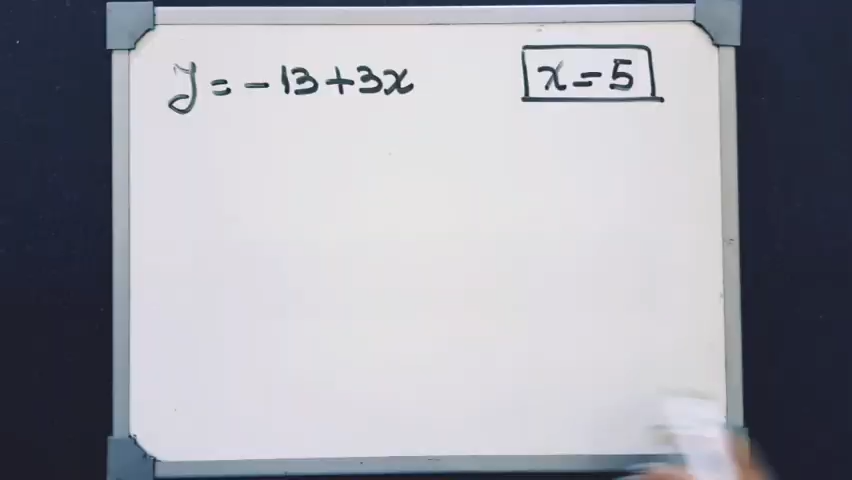 y = -13+3x
x = 5